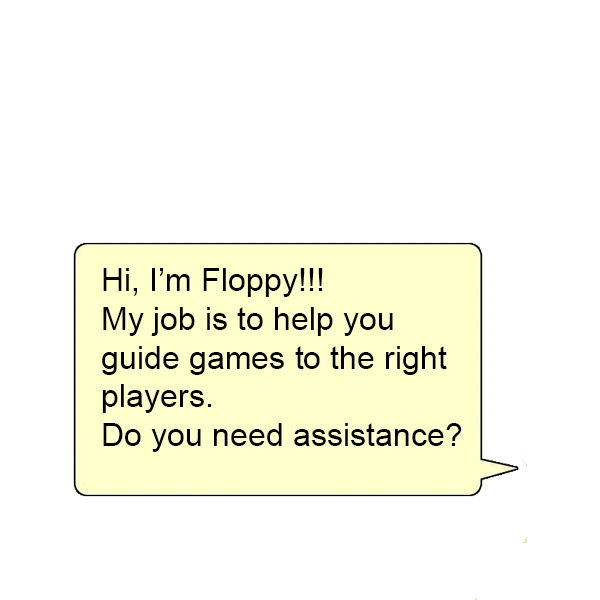 Hi, I’m Floppy!!!
My job is to help you
guide games to the right
players.
Do you need assistance?